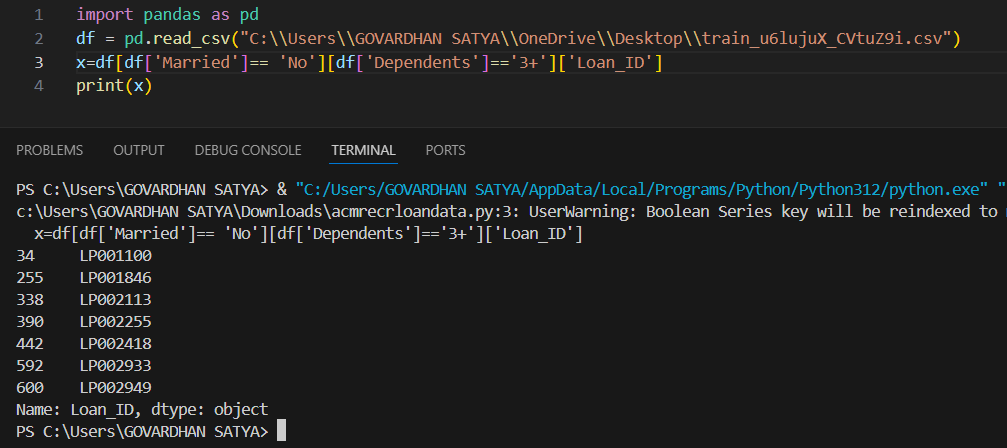 1 import pandas as pd
2 df = pd.read_csv("C:\\Users\\GOVARDHAN SATYA\\OneDrive\\Desktop\\train_u6lujuX_CVtuZ9i.csv")
3 x=df[df['Married']== 'No'][df['Dependents']=='3+']['Loan_ID']
4 print(x)
PROBLEMS OUTPUT DEBUG CONSOLE TERMINAL PORTS
PS C:\Users\GOVARDHAN SATYA> & "C:/Users/GOVARDHAN SATYA/AppData/Local/Programs/Python/Python312/python.exe" "
c:\Users\GOVARDHAN SATYA\Downloads\acmrecrloandata.py:3: UserWarning: Boolean Series key will be reindexed to
x=df[df['Married']== 'No'][df['Dependents']=='3+']['Loan_ID']
34 LP001100
255 LP001846
338 LP002113
390 LP002255
442 LP002418
592 LP002933
600 LP002949
Name: Loan_ID, dtype: object
PS C:\Users\GOVARDHAN SATYA>